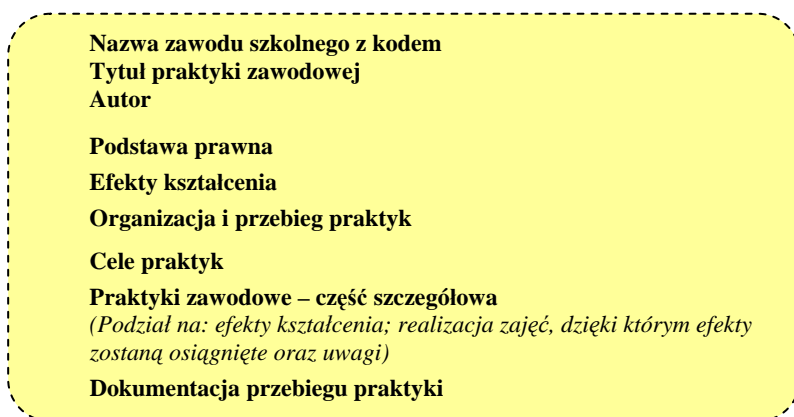 Nazwa zawodu szkolnego z kodem
Tytuł praktyki zawodowej
Autor
Podstawa prawna
Efekty kształcenia
Organizacja i przebieg praktyk
Cele praktyk
Praktyki zawodowe – część szczegółowa
(Podział na: efekty kształcenia; realizacja zajęć, dzięki którym efekty
zostaną osiągnięte oraz uwagi)
Dokumentacja przebiegu praktyki